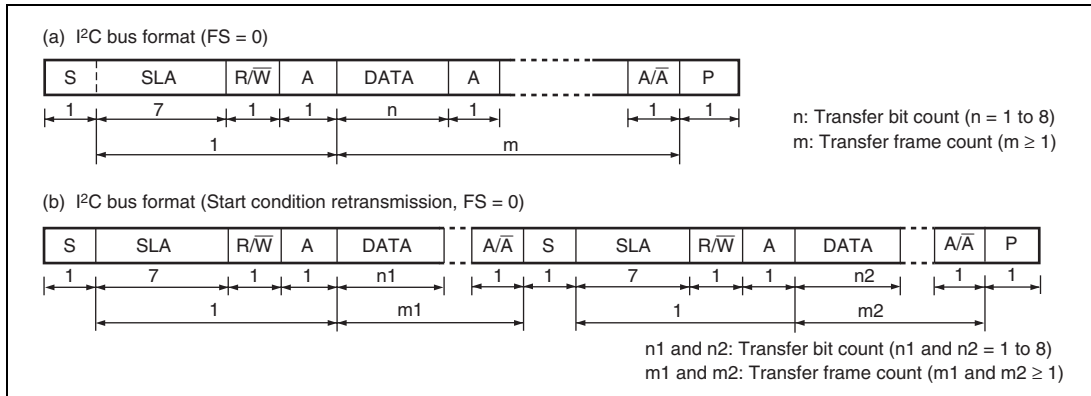 (a) I²C bus format (FS = 0)
S SLA R/W̅ A DATA A A/A̅ P
1 7 1 1 n 1 1 1
1 m
n: Transfer bit count (n = 1 to 8)
m: Transfer frame count (m ≥ 1)
(b) I²C bus format (Start condition retransmission, FS = 0)
S SLA R/W̅ A DATA A/A̅ S SLA R/W̅ A DATA A/A̅ P
1 7 1 1 n1 1 1 7 1 1 n2 1 1
1 m1 1 m2
n1 and n2: Transfer bit count (n1 and n2 = 1 to 8)
m1 and m2: Transfer frame count (m1 and m2 ≥ 1)